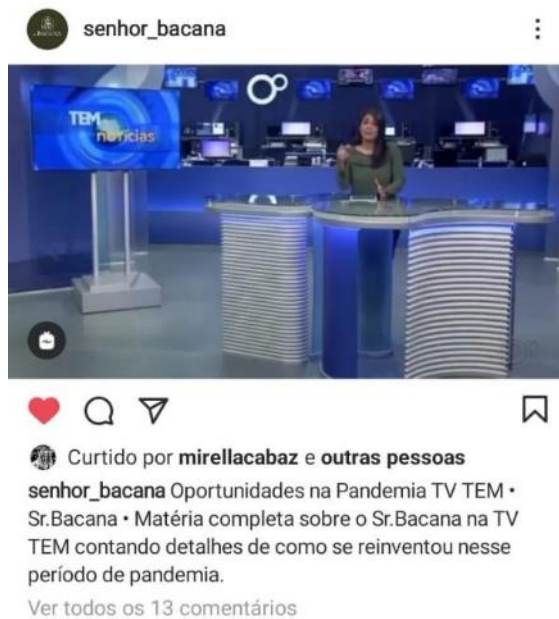 senhor_bacana
BACANA
TEM
notícias
Curtido por mirellacabaz e outras pessoas
senhor_bacana Oportunidades na Pandemia TV TEM •
Sr.Bacana • Matéria completa sobre o Sr.Bacana na TV
TEM contando detalhes de como se reinventou nesse
período de pandemia.
Ver todos os 13 comentários